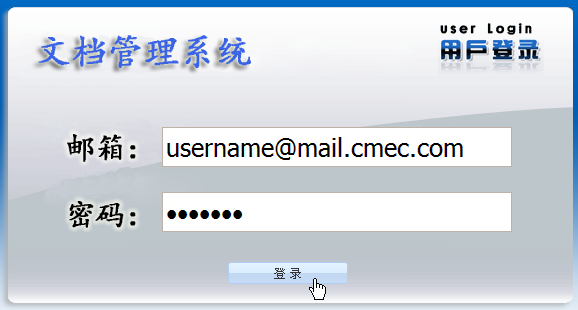 文档管理系统
user Login
用戶登录
邮箱：
username@mail.cmec.com
密码：
•••••••
登 录